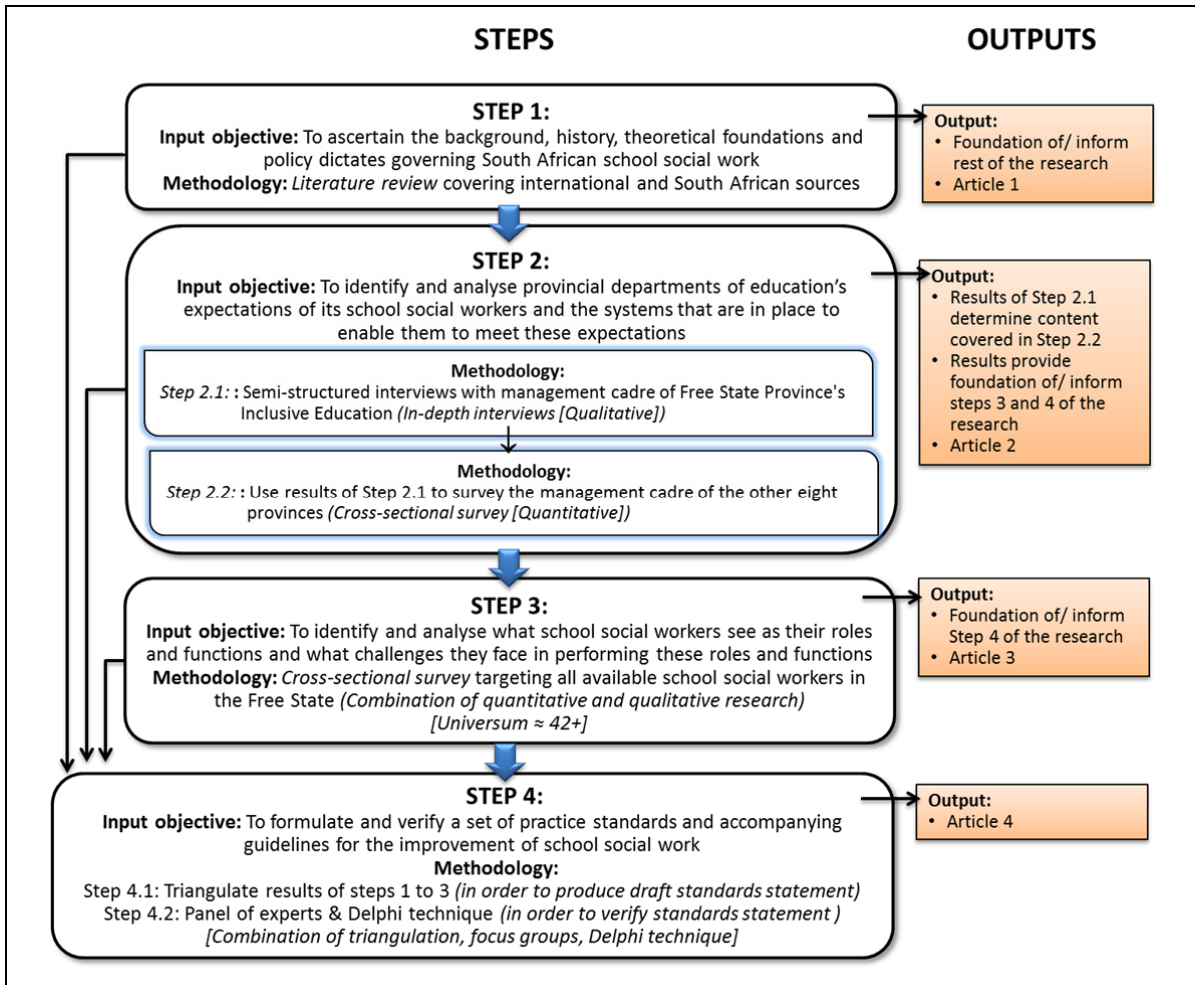 STEPS
OUTPUTS
STEP 1:
Input objective: To ascertain the background, history, theoretical foundations and
policy dictates governing South African school social work
Methodology: Literature review covering international and South African sources
Output:
• Foundation of/ inform
rest of the research
• Article 1
STEP 2:
Input objective: To identify and analyse provincial departments of education's
expectations of its school social workers and the systems that are in place to
enable them to meet these expectations
Methodology:
Step 2.1: : Semi-structured interviews with management cadre of Free State Province's
Inclusive Education (In-depth interviews [Qualitative])
Methodology:
Step 2.2: : Use results of Step 2.1 to survey the management cadre of the other eight
provinces (Cross-sectional survey [Quantitative])
Output:
• Results of Step 2.1
determine content
covered in Step 2.2
• Results provide
foundation of/ inform
steps 3 and 4 of the
research
• Article 2
STEP 3:
Input objective: To identify and analyse what school social workers see as their roles
and functions and what challenges they face in performing these roles and functions
Methodology: Cross-sectional survey targeting all available school social workers in
the Free State (Combination of quantitative and qualitative research)
[Universum ≈ 42+]
Output:
• Foundation of/ inform
Step 4 of the research
• Article 3
STEP 4:
Input objective: To formulate and verify a set of practice standards and accompanying
guidelines for the improvement of school social work
Methodology:
Step 4.1: Triangulate results of steps 1 to 3 (in order to produce draft standards statement)
Step 4.2: Panel of experts & Delphi technique (in order to verify standards statement )
[Combination of triangulation, focus groups, Delphi technique]
Output:
• Article 4